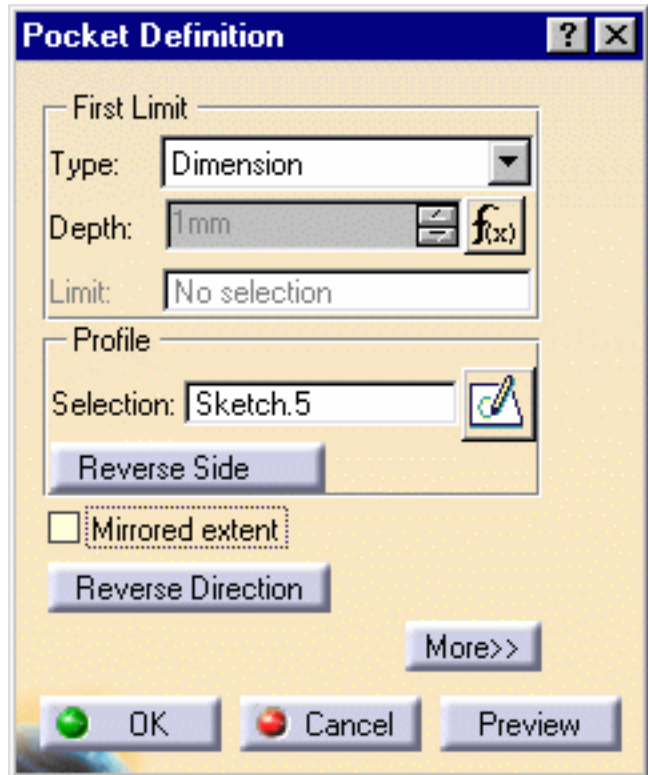 Pocket Definition ? X
First Limit
Type: Dimension
Depth: 1mm f(x)
Limit: No selection
Profile
Selection: Sketch.5
Reverse Side
Mirrored extent
Reverse Direction
More>>
OK Cancel Preview